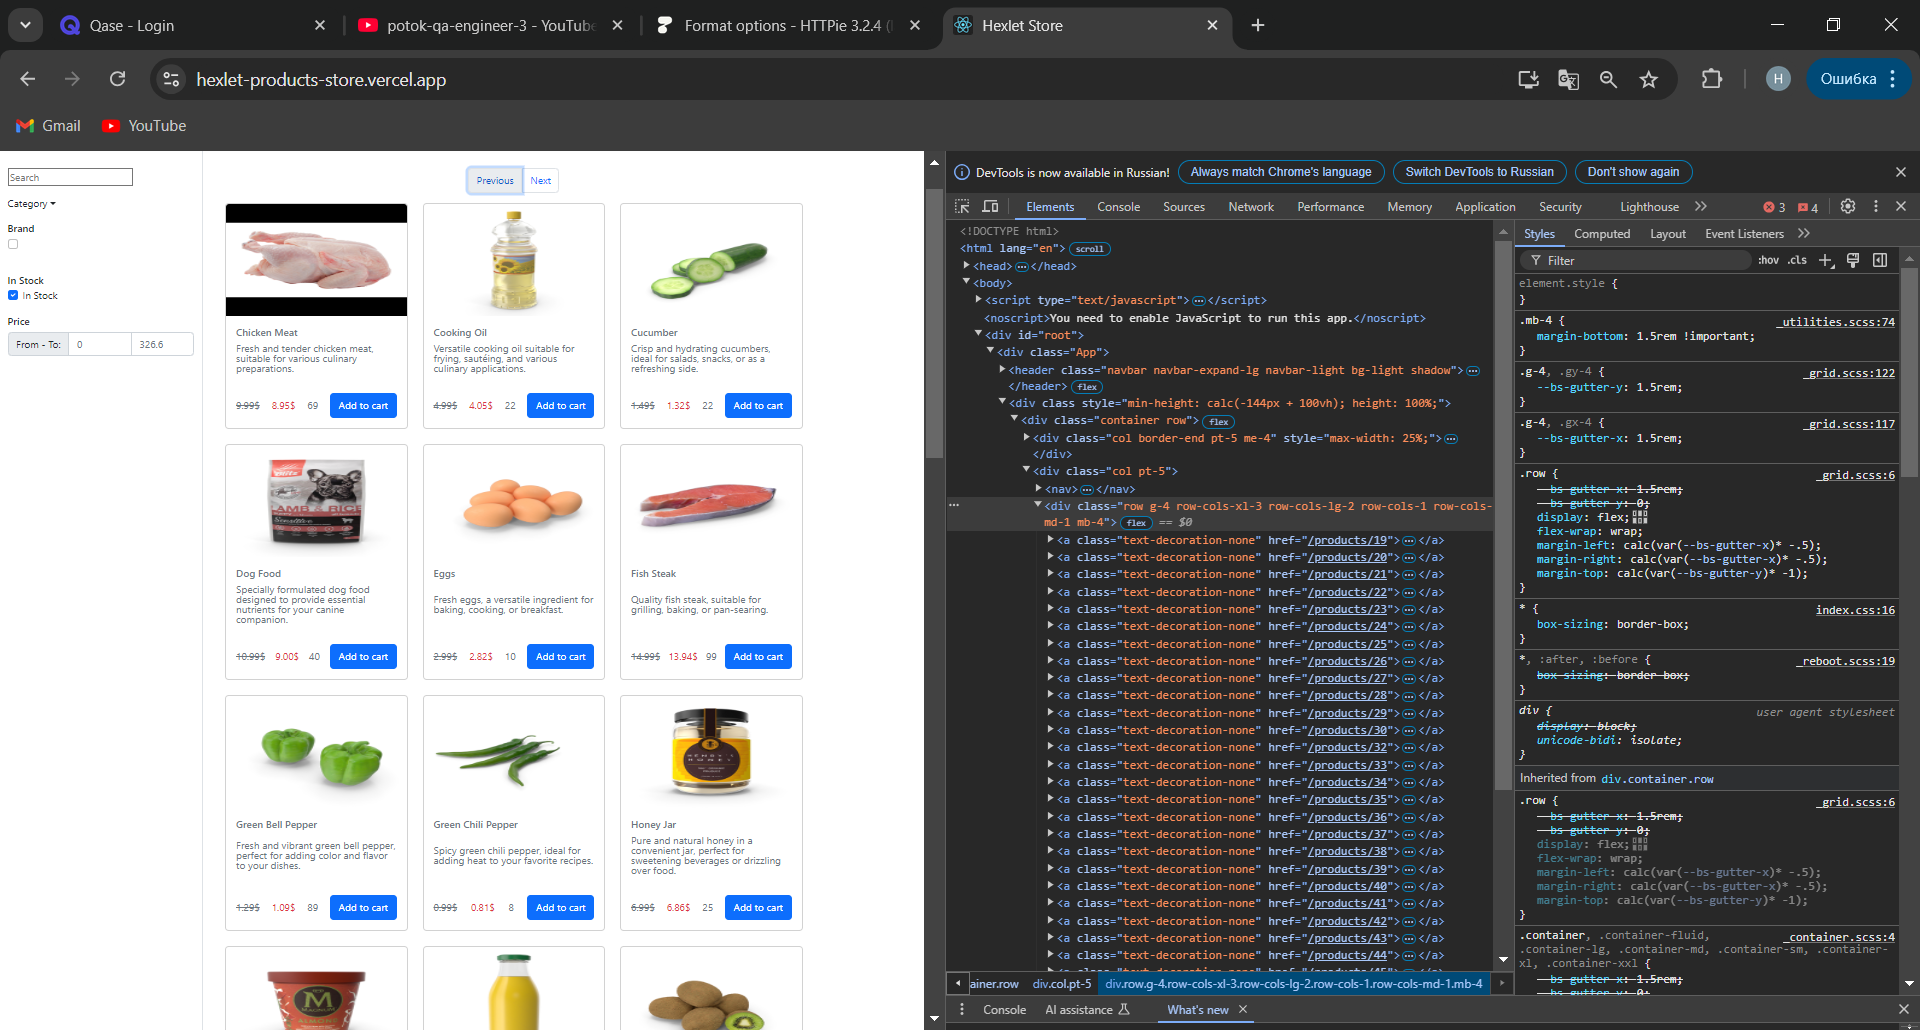 Qase - Login
potok-qa-engineer-3 - YouTube
Format options - HTTPie 3.2.4 (
Hexlet Store
hexlet-products-store.vercel.app
H
Ошибка
Gmail
YouTube
Search
Category
Brand
In Stock
In Stock
Price
From - To:
0
326.6
Previous
Next
Chicken Meat
Fresh and tender chicken meat,
suitable for various culinary
preparations.
9.99$ 8.95$ 69 Add to cart
Cooking Oil
Versatile cooking oil suitable for
frying, sautéing, and various
culinary applications.
4.99$ 4.05$ 22 Add to cart
Cucumber
Crisp and hydrating cucumbers,
ideal for salads, snacks, or as a
refreshing side.
1.49$ 1.32$ 22 Add to cart
Dog Food
Specially formulated dog food
designed to provide essential
nutrients for your canine
companion.
10.99$ 9.00$ 40 Add to cart
Eggs
Fresh eggs, a versatile ingredient for
baking, cooking, or breakfast.
2.99$ 2.82$ 10 Add to cart
Fish Steak
Quality fish steak, suitable for
grilling, baking, or pan-searing.
14.99$ 13.94$ 99 Add to cart
Green Bell Pepper
Fresh and vibrant green bell pepper,
perfect for adding color and flavor
to your dishes.
1.29$ 1.09$ 89 Add to cart
Green Chili Pepper
Spicy green chili pepper, ideal for
adding heat to your favorite recipes.
0.99$ 0.81$ 8 Add to cart
Honey Jar
Pure and natural honey in a
convenient jar, perfect for
sweetening beverages or drizzling
over food.
6.99$ 6.86$ 25 Add to cart
DevTools is now available in Russian!
Always match Chrome's language
Switch DevTools to Russian
Don't show again
Elements
Console
Sources
Network
Performance
Memory
Application
Security
Lighthouse
3
4
<!DOCTYPE html>
<html lang="en"> scroll
<head> ... </head>
<body>
<script type="text/javascript"> ... </script>
<noscript>You need to enable JavaScript to run this app.</noscript>
<div id="root">
<div class="App">
<header class="navbar navbar-expand-lg navbar-light bg-light shadow"> ...
</header> flex
<div class style="min-height: calc(-144px + 100vh); height: 100%;">
<div class="container row"> flex
<div class="col border-end pt-5 me-4" style="max-width: 25%;"> ...
</div>
<div class="col pt-5">
<nav> ... </nav>
<div class="row g-4 row-cols-xl-3 row-cols-lg-2 row-cols-1 row-cols-
md-1 mb-4"> flex == $0
<a class="text-decoration-none" href="/products/19"> ... </a>
<a class="text-decoration-none" href="/products/20"> ... </a>
<a class="text-decoration-none" href="/products/21"> ... </a>
<a class="text-decoration-none" href="/products/22"> ... </a>
<a class="text-decoration-none" href="/products/23"> ... </a>
<a class="text-decoration-none" href="/products/24"> ... </a>
<a class="text-decoration-none" href="/products/25"> ... </a>
<a class="text-decoration-none" href="/products/26"> ... </a>
<a class="text-decoration-none" href="/products/27"> ... </a>
<a class="text-decoration-none" href="/products/28"> ... </a>
<a class="text-decoration-none" href="/products/29"> ... </a>
<a class="text-decoration-none" href="/products/30"> ... </a>
<a class="text-decoration-none" href="/products/32"> ... </a>
<a class="text-decoration-none" href="/products/33"> ... </a>
<a class="text-decoration-none" href="/products/34"> ... </a>
<a class="text-decoration-none" href="/products/35"> ... </a>
<a class="text-decoration-none" href="/products/36"> ... </a>
<a class="text-decoration-none" href="/products/37"> ... </a>
<a class="text-decoration-none" href="/products/38"> ... </a>
<a class="text-decoration-none" href="/products/39"> ... </a>
<a class="text-decoration-none" href="/products/40"> ... </a>
<a class="text-decoration-none" href="/products/41"> ... </a>
<a class="text-decoration-none" href="/products/42"> ... </a>
<a class="text-decoration-none" href="/products/43"> ... </a>
<a class="text-decoration-none" href="/products/44"> ... </a>
ainer.row
div.col.pt-5
div.row.g-4.row-cols-xl-3.row-cols-lg-2.row-cols-1.row-cols-md-1.mb-4
Styles
Computed
Layout
Event Listeners
Filter
:hov .cls
element.style {
}
.mb-4 { _utilities.scss:74
margin-bottom: 1.5rem !important;
}
.g-4, .gy-4 { _grid.scss:122
--bs-gutter-y: 1.5rem;
}
.g-4, .gx-4 { _grid.scss:117
--bs-gutter-x: 1.5rem;
}
.row { _grid.scss:6
--bs-gutter-x: 1.5rem;
--bs-gutter-y: 0;
display: flex;
flex-wrap: wrap;
margin-left: calc(var(--bs-gutter-x)* -.5);
margin-right: calc(var(--bs-gutter-x)* -.5);
margin-top: calc(var(--bs-gutter-y)* -1);
}
* { index.css:16
box-sizing: border-box;
}
*, :after, :before { _reboot.scss:19
box-sizing: border-box;
}
div { user agent stylesheet
display: block;
unicode-bidi: isolate;
}
Inherited from div.container.row
.row { _grid.scss:6
--bs-gutter-x: 1.5rem;
--bs-gutter-y: 0;
display: flex;
flex-wrap: wrap;
margin-left: calc(var(--bs-gutter-x)* -.5);
margin-right: calc(var(--bs-gutter-x)* -.5);
margin-top: calc(var(--bs-gutter-y)* -1);
}
.container, .container-fluid, _container.scss:4
.container-lg, .container-md, .container-sm, .container-
xl, .container-xxl {
--bs-gutter-x: 1.5rem;
--bs-gutter-y: 0;
Console
AI assistance
What's new